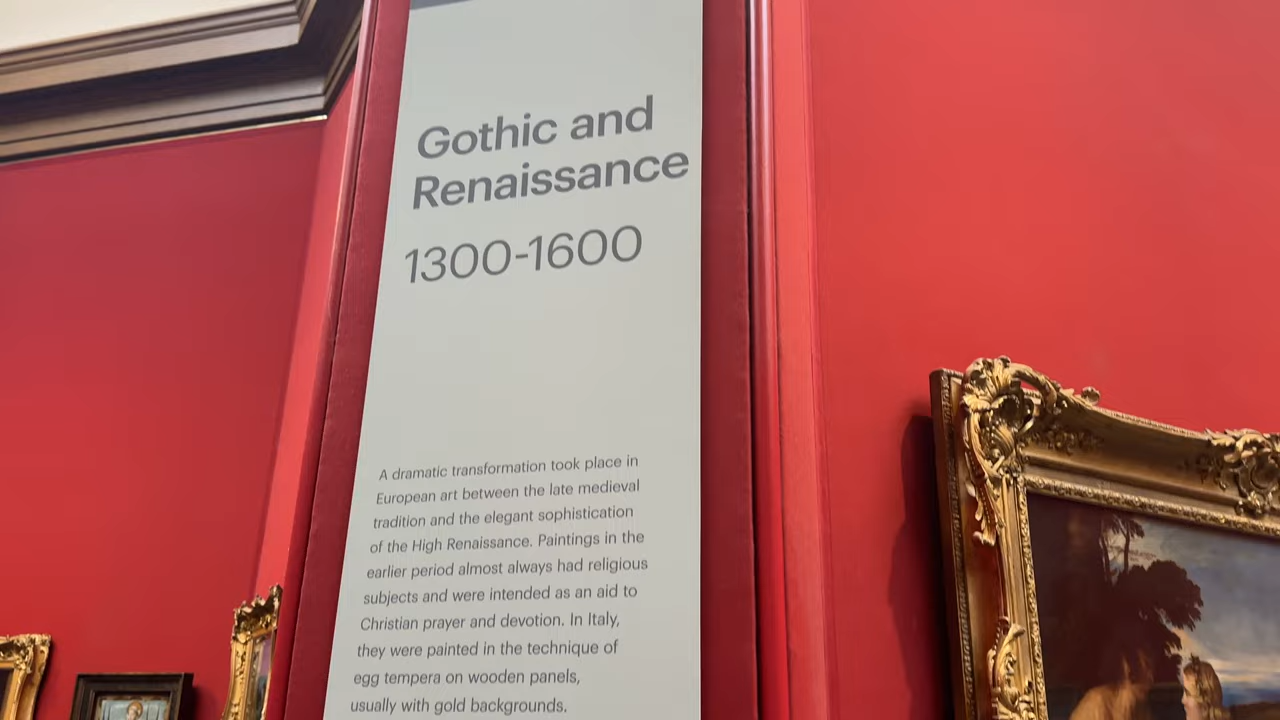 Gothic and
Renaissance
1300-1600
A dramatic transformation took place in
European art between the late medieval
tradition and the elegant sophistication
of the High Renaissance. Paintings in the
earlier period almost always had religious
subjects and were intended as an aid to
Christian prayer and devotion. In Italy,
they were painted in the technique of
egg tempera on wooden panels,
usually with gold backgrounds.